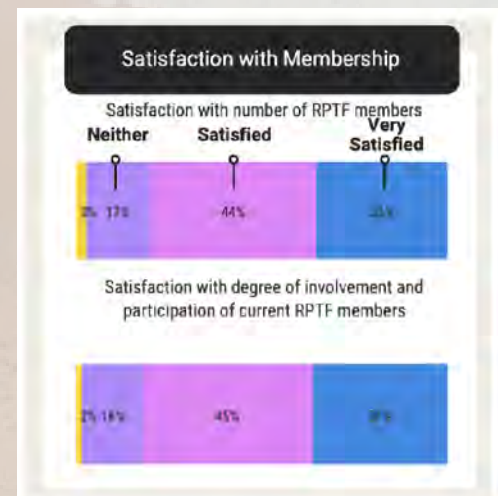 Satisfaction with Membership
Satisfaction with number of RPTF members
Neither Satisfied Very Satisfied
17% 44%
Satisfaction with degree of involvement and
participation of current RPTF members
2% 45%